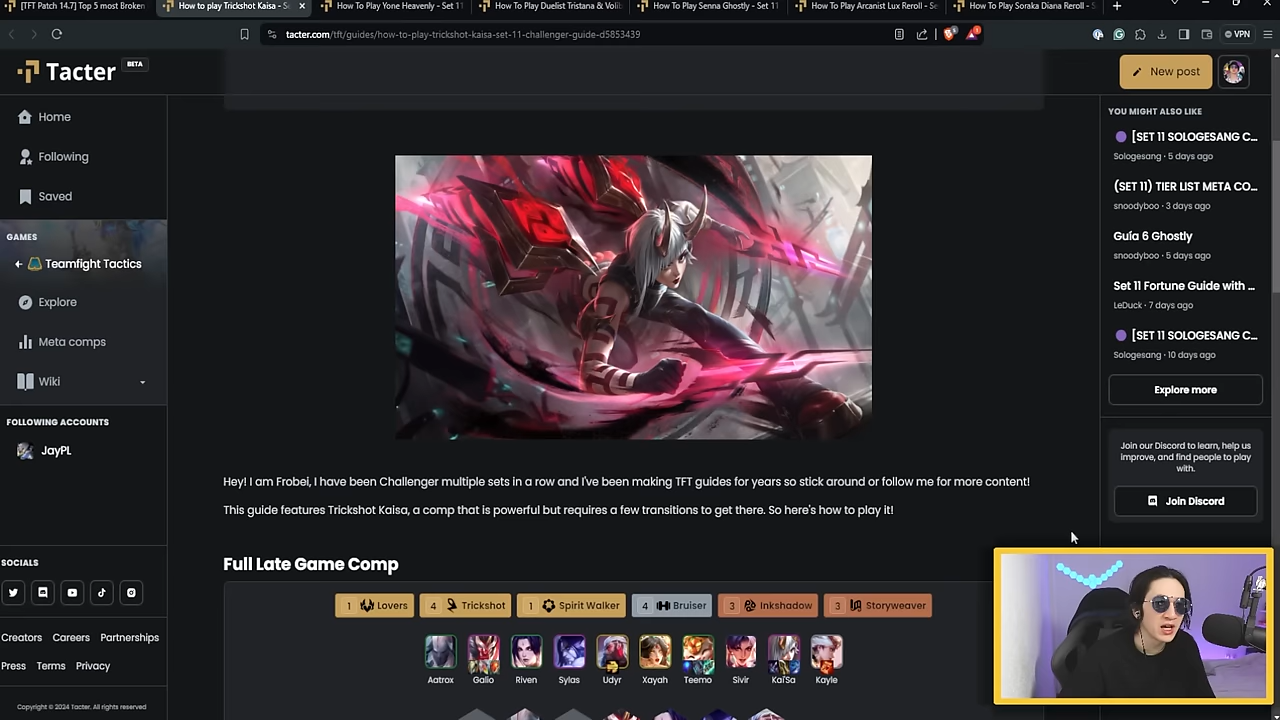 [TFT Patch 14.7] Top 5 most Broken
How to play Trickshot Kaisa - S
How To Play Yone Heavenly - Set 11
How To Play Duelist Tristana & Volib
How To Play Senna Ghostly - Set 11
How To Play Arcanist Lux Reroll - Se
How To Play Soraka Diana Reroll - S
tacter.com/tft/guides/how-to-play-trickshot-kaisa-set-11-challenger-guide-d5853439
VPN
Tacter BETA
New post
Home
Following
Saved
GAMES
Teamfight Tactics
Explore
Meta comps
Wiki
FOLLOWING ACCOUNTS
JayPL
SOCIALS
Creators Careers Partnerships
Press Terms Privacy
Copyright © 2024 Tacter. All rights reserved
Hey! I am Frobei, I have been Challenger multiple sets in a row and I've been making TFT guides for years so stick around or follow me for more content!
This guide features Trickshot Kaisa, a comp that is powerful but requires a few transitions to get there. So here's how to play it!
Full Late Game Comp
1 Lovers 4 Trickshot 1 Spirit Walker 4 Bruiser 3 Inkshadow 3 Storyweaver
Aatrox Galio Riven Sylas Udyr Xayah Teemo Sivir Kai'Sa Kayle
YOU MIGHT ALSO LIKE
[SET 11 SOLOGESANG C...
Sologesang · 5 days ago
(SET 11) TIER LIST META CO...
snoodyboo · 3 days ago
Guía 6 Ghostly
snoodyboo · 5 days ago
Set 11 Fortune Guide with ...
LeDuck · 7 days ago
[SET 11 SOLOGESANG C...
Sologesang · 10 days ago
Explore more
Join our Discord to learn, help us
improve, and find people to play
with.
Join Discord